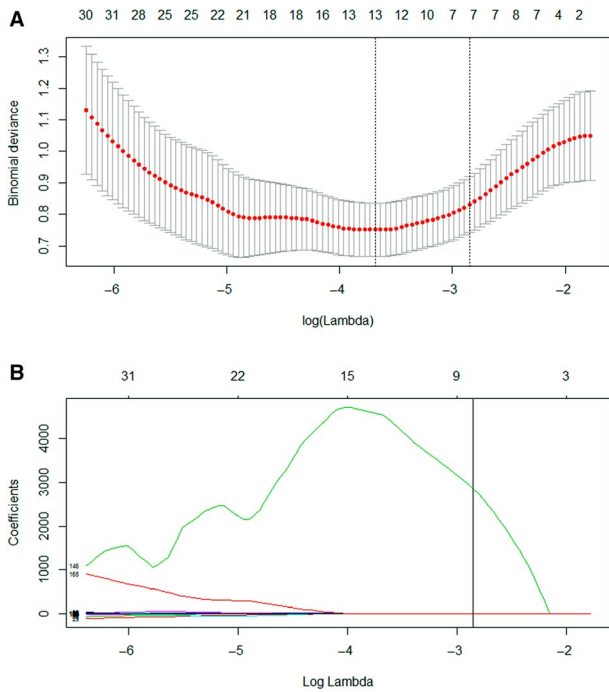 A
30 31 28 25 25 22 21 18 18 16 13 13 12 10 7 7 7 8 7 4 2
Binomial deviance
1.3
1.2
1.1
1.0
0.9
0.8
0.7
−6 −5 −4 −3 −2
log(Lambda)
B
31 22 15 9 3
Coefficients
4000
3000
2000
1000
0
146
165
29
−6 −5 −4 −3 −2
Log Lambda